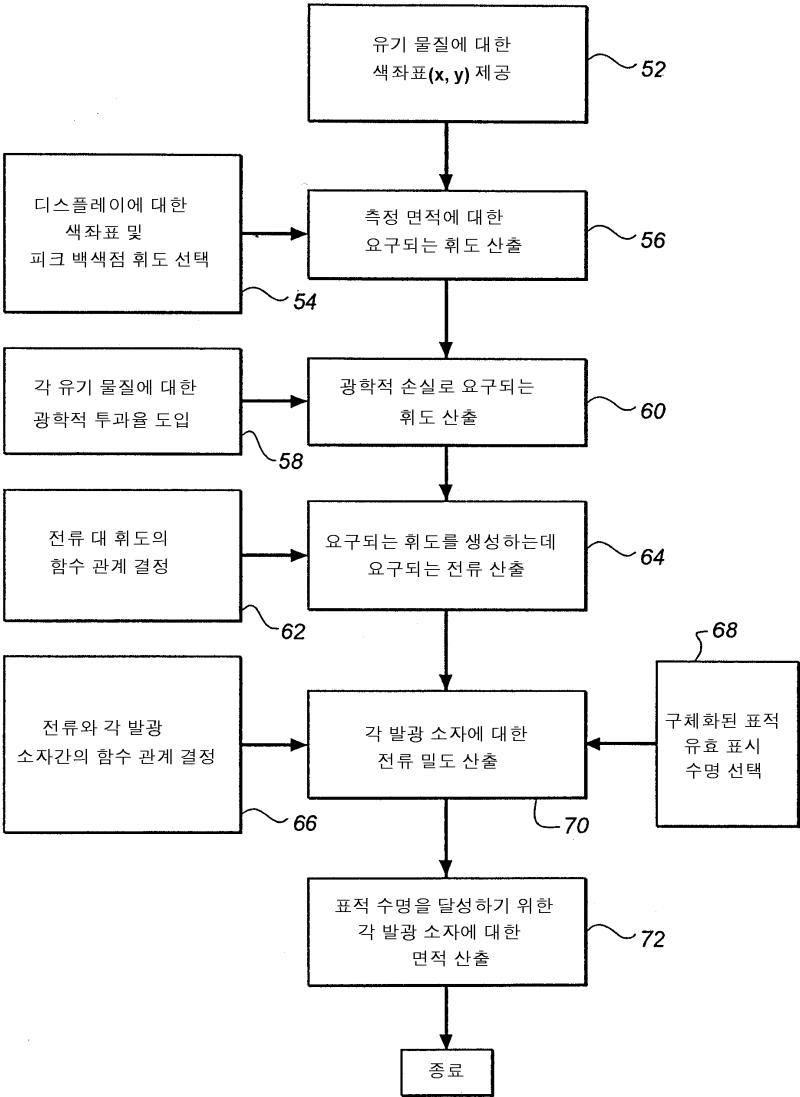 유기 물질에 대한
색좌표(x, y) 제공
52
디스플레이에 대한
색좌표 및
피크 백색점 휘도 선택
54
측정 면적에 대한
요구되는 휘도 산출
56
각 유기 물질에 대한
광학적 투과율 도입
58
광학적 손실로 요구되는
휘도 산출
60
전류 대 휘도의
함수 관계 결정
62
요구되는 휘도를 생성하는데
요구되는 전류 산출
64
전류와 각 발광
소자간의 함수 관계 결정
66
68
구체화된 표적
유효 표시
수명 선택
각 발광 소자에 대한
전류 밀도 산출
70
표적 수명을 달성하기 위한
각 발광 소자에 대한
면적 산출
72
종료